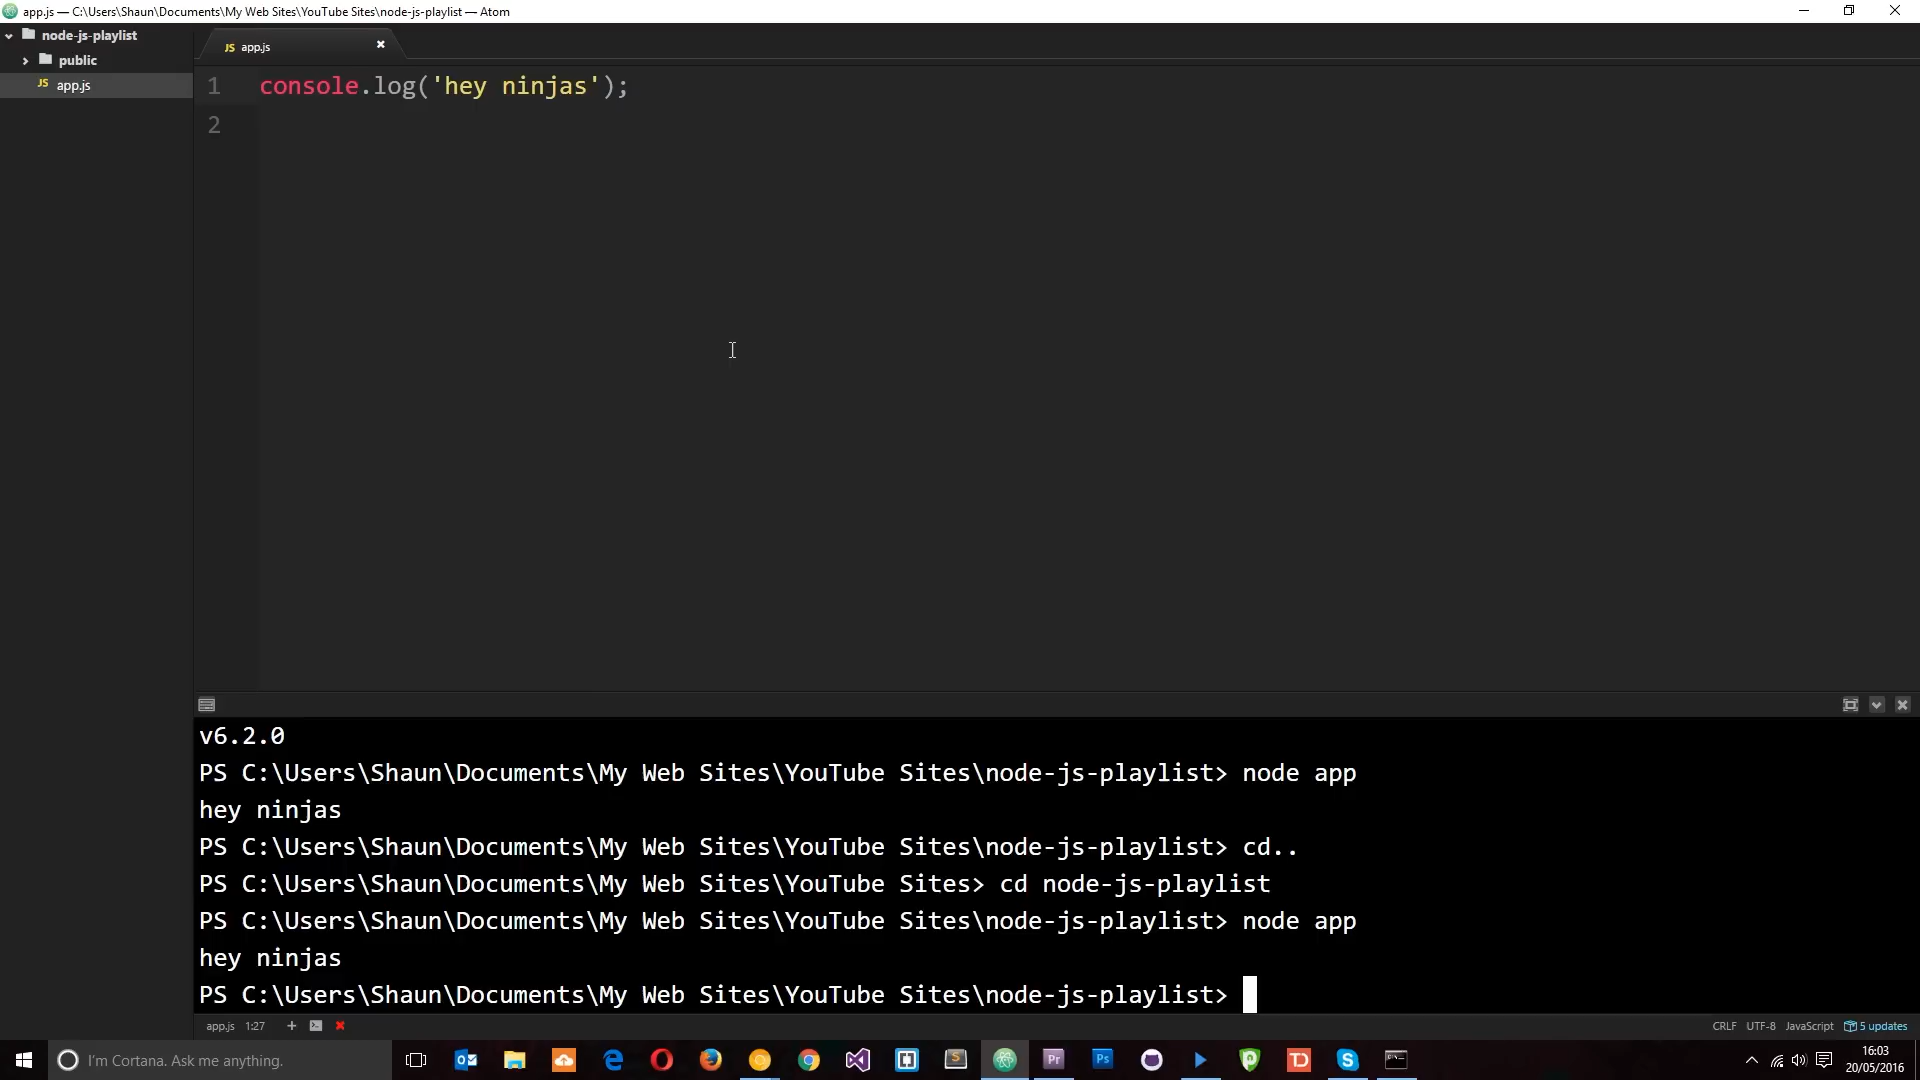 app.js — C:\Users\Shaun\Documents\My Web Sites\YouTube Sites\node-js-playlist — Atom
node-js-playlist
public
JS app.js
JS app.js
1 console.log('hey ninjas');
2
v6.2.0
PS C:\Users\Shaun\Documents\My Web Sites\YouTube Sites\node-js-playlist> node app
hey ninjas
PS C:\Users\Shaun\Documents\My Web Sites\YouTube Sites\node-js-playlist> cd..
PS C:\Users\Shaun\Documents\My Web Sites\YouTube Sites> cd node-js-playlist
PS C:\Users\Shaun\Documents\My Web Sites\YouTube Sites\node-js-playlist> node app
hey ninjas
PS C:\Users\Shaun\Documents\My Web Sites\YouTube Sites\node-js-playlist>
app.js 1:27 CRLF UTF-8 JavaScript 5 updates
I'm Cortana. Ask me anything.
Pr
Ps
TD
16:03
20/05/2016